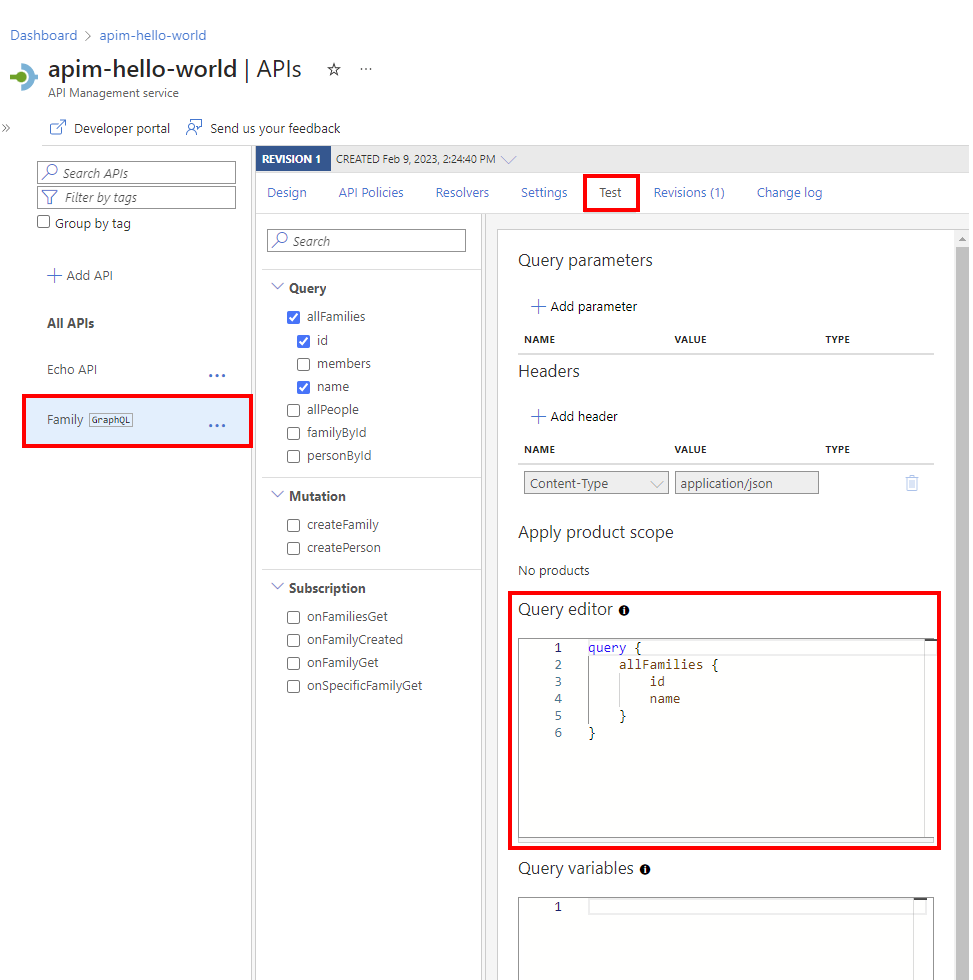 Dashboard > apim-hello-world
apim-hello-world | APIs
API Management service
Developer portal
Send us your feedback
Search APIs
Filter by tags
Group by tag
Add API
All APIs
Echo API
Family GraphQL
REVISION 1 CREATED Feb 9, 2023, 2:24:40 PM
Design API Policies Resolvers Settings Test Revisions (1) Change log
Search
Query
allFamilies
id
members
name
allPeople
familyById
personById
Mutation
createFamily
createPerson
Subscription
onFamiliesGet
onFamilyCreated
onFamilyGet
onSpecificFamilyGet
Query parameters
Add parameter
NAME VALUE TYPE
Headers
Add header
NAME VALUE TYPE
Content-Type application/json
Apply product scope
No products
Query editor
1 query {
2 allFamilies {
3 id
4 name
5 }
6 }
Query variables
1